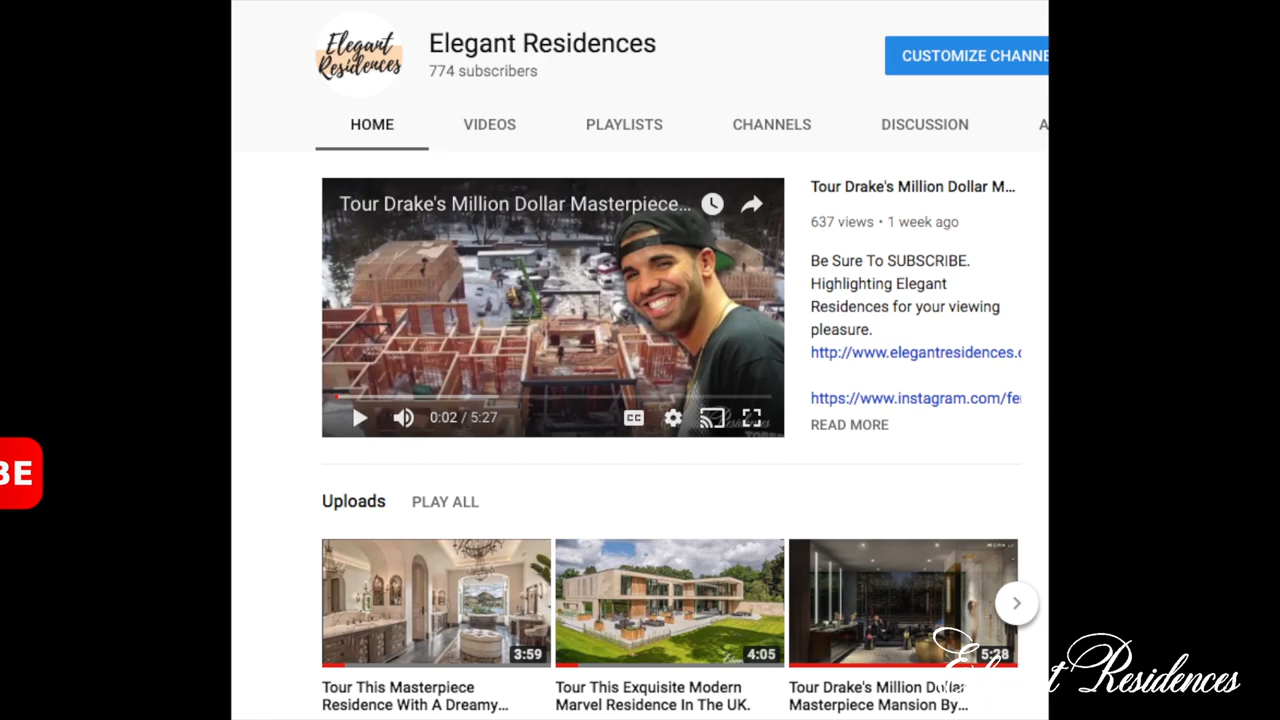 Elegant
Residences
Elegant Residences
774 subscribers
CUSTOMIZE CHANNE
HOME
VIDEOS
PLAYLISTS
CHANNELS
DISCUSSION
A
Tour Drake's Million Dollar Masterpiece...
0:02 / 5:27
CC
Tour Drake's Million Dollar M...
637 views • 1 week ago
Be Sure To SUBSCRIBE.
Highlighting Elegant
Residences for your viewing
pleasure.
http://www.elegantresidences.c
https://www.instagram.com/fe
READ MORE
BE
Uploads
PLAY ALL
3:59
4:05
5:28
Tour This Masterpiece
Residence With A Dreamy...
Tour This Exquisite Modern
Marvel Residence In The UK.
Tour Drake's Million Dollar
Masterpiece Mansion By...
Elegant Residences